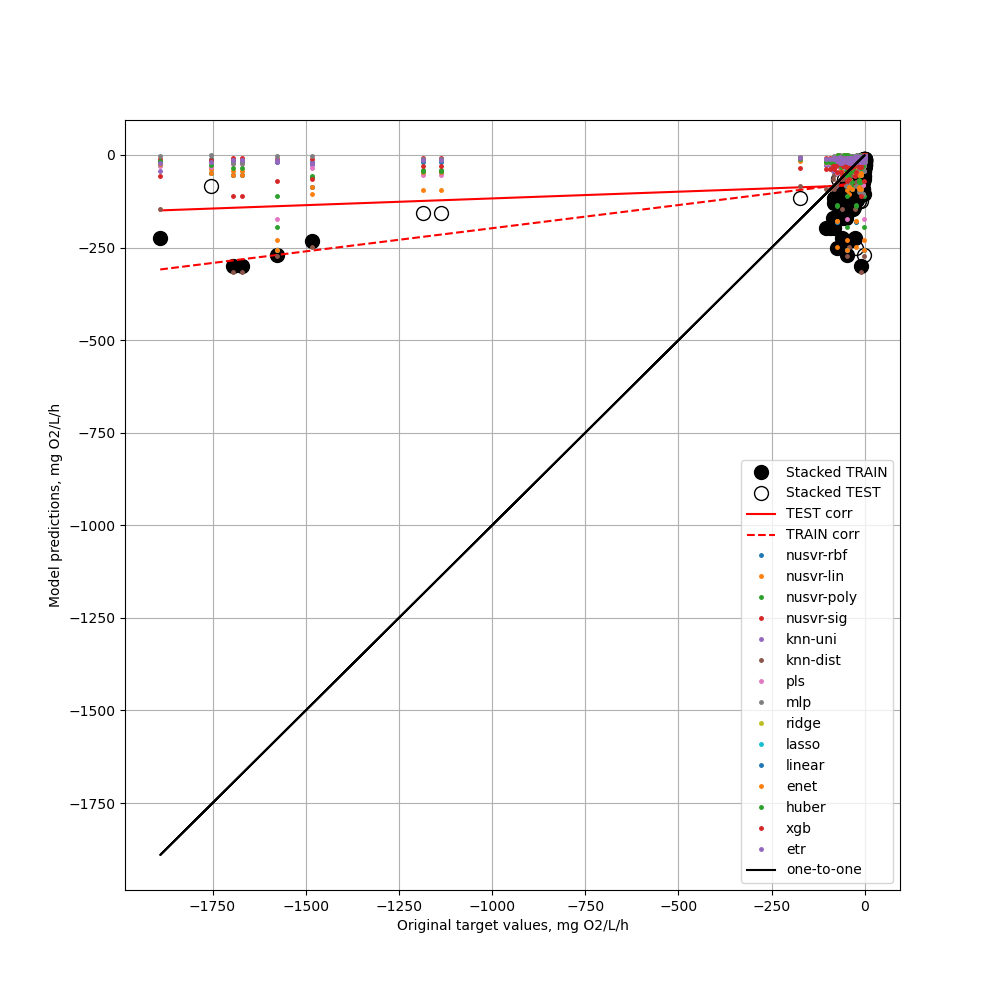 0
−250
−500
−750
−1000
−1250
−1500
−1750
Model predictions, mg O2/L/h
Stacked TRAIN
Stacked TEST
TEST corr
TRAIN corr
nusvr-rbf
nusvr-lin
nusvr-poly
nusvr-sig
knn-uni
knn-dist
pls
mlp
ridge
lasso
linear
enet
huber
xgb
etr
one-to-one
−1750 −1500 −1250 −1000 −750 −500 −250 0
Original target values, mg O2/L/h